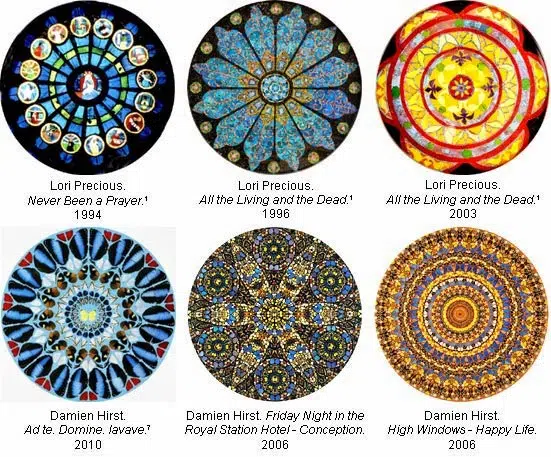 Lori Precious.
Never Been a Prayer.¹
1994
Lori Precious.
All the Living and the Dead.¹
1996
Lori Precious.
All the Living and the Dead.¹
2003
Damien Hirst.
Ad te. Domine. lavave.¹
2010
Damien Hirst. Friday Night in the
Royal Station Hotel - Conception.
2006
Damien Hirst.
High Windows - Happy Life.
2006